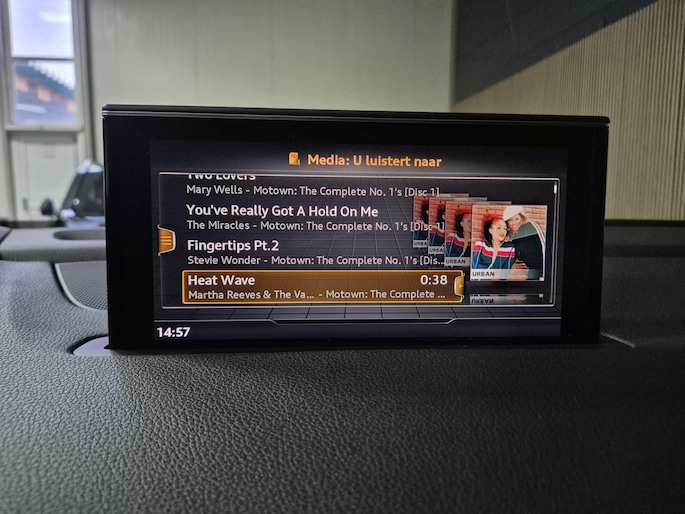 Media: U luistert naar
Two Lovers
Mary Wells - Motown: The Complete No. 1's [Disc 1]
You've Really Got A Hold On Me
The Miracles - Motown: The Complete No. 1's [Disc 1]
Fingertips Pt.2
Stevie Wonder - Motown: The Complete No. 1's [Dis...
Heat Wave 0:38
Martha Reeves & The Va... - Motown: The Complete ...
URBAN
14:57